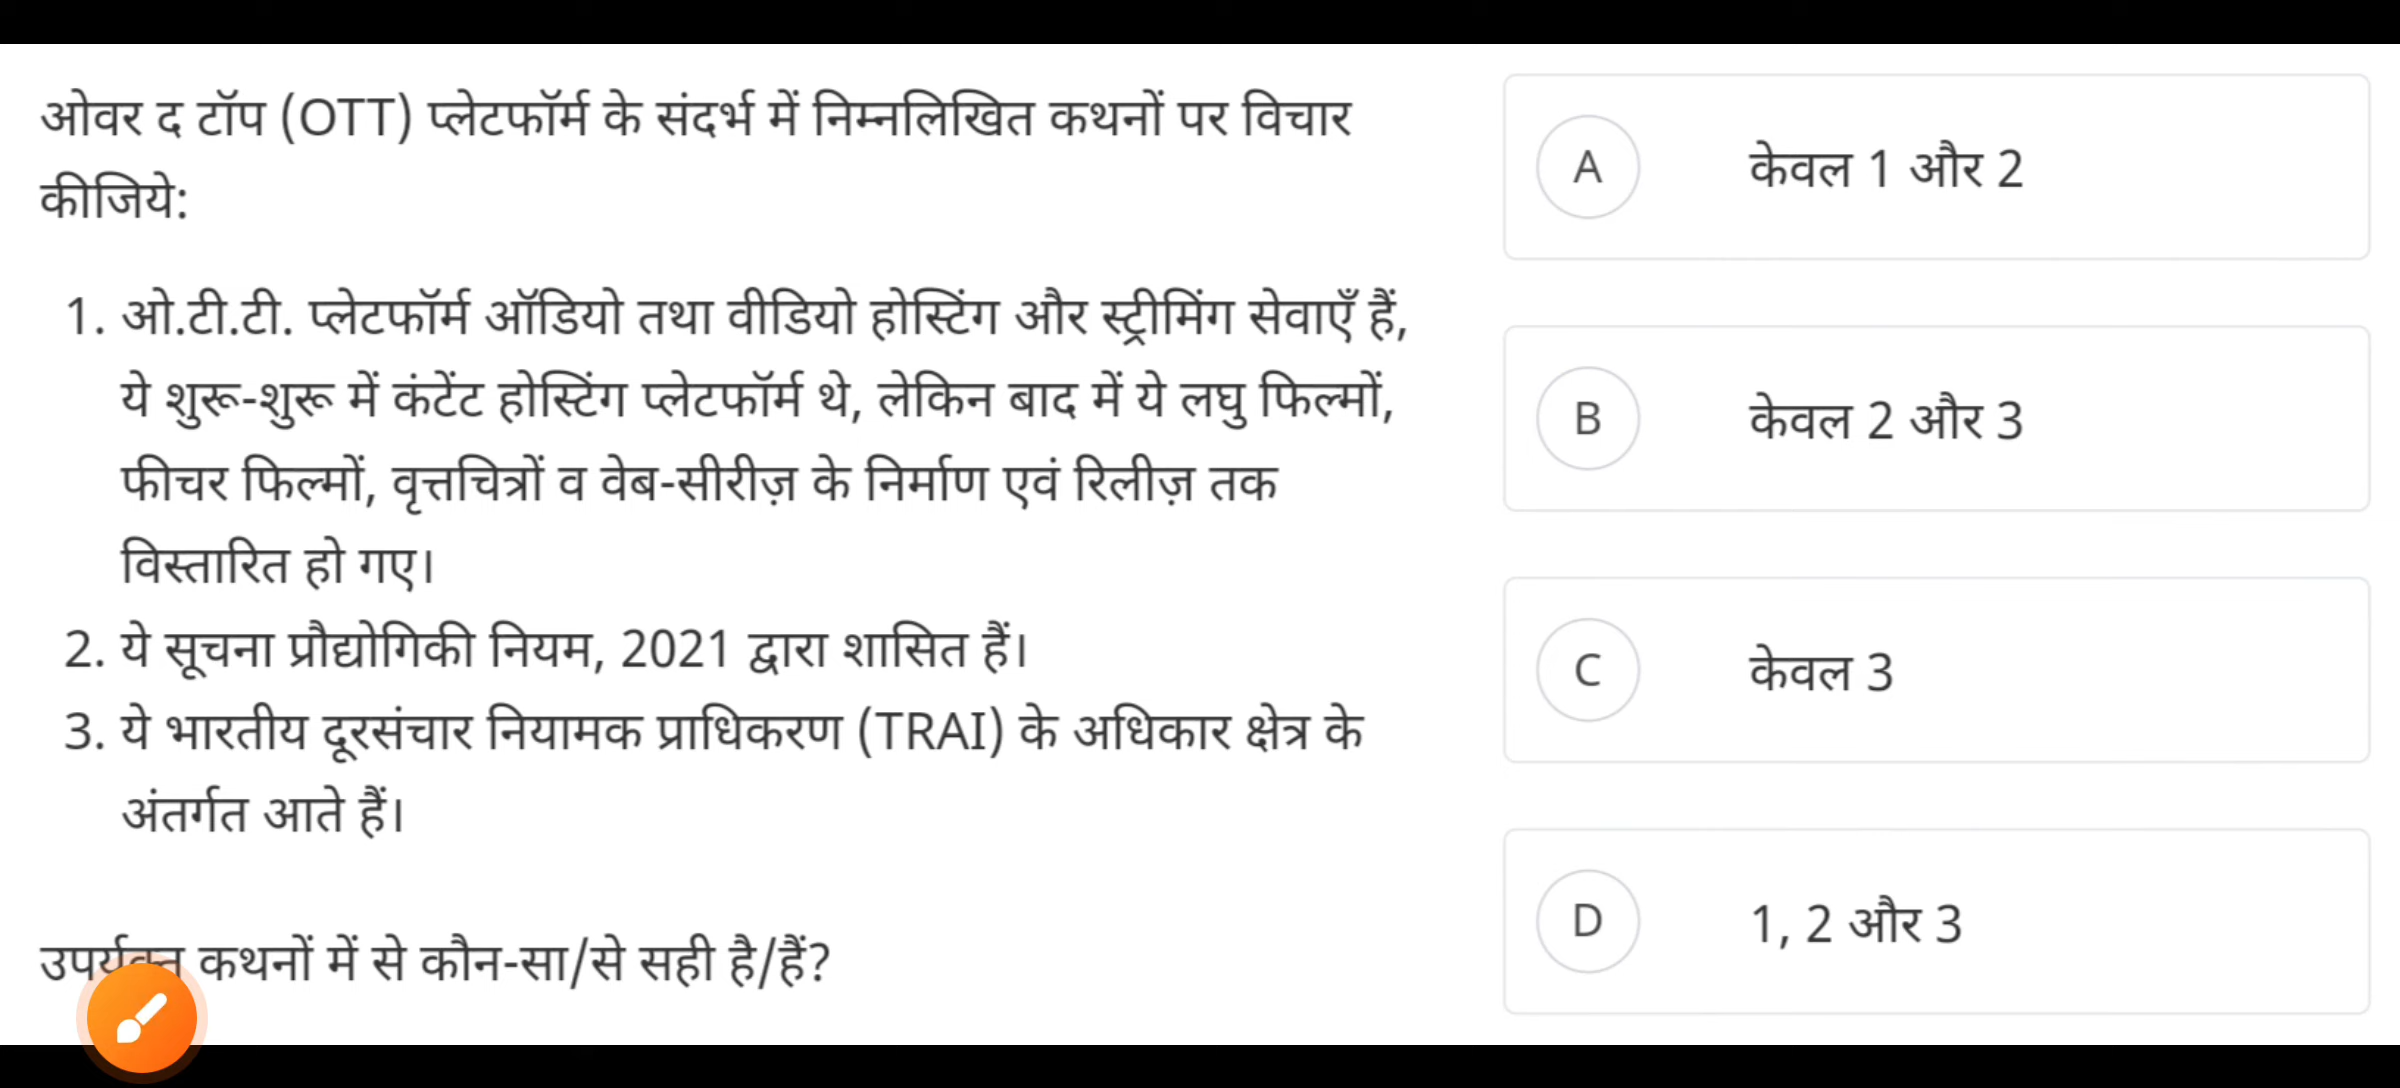 ओवर द टॉप (OTT) प्लेटफॉर्म के संदर्भ में निम्नलिखित कथनों पर विचार
कीजिये:
1. ओ.टी.टी. प्लेटफॉर्म ऑडियो तथा वीडियो होस्टिंग और स्ट्रीमिंग सेवाएँ हैं,
ये शुरू-शुरू में कंटेंट होस्टिंग प्लेटफॉर्म थे, लेकिन बाद में ये लघु फिल्मों,
फीचर फिल्मों, वृत्तचित्रों व वेब-सीरीज़ के निर्माण एवं रिलीज़ तक
विस्तारित हो गए।
2. ये सूचना प्रौद्योगिकी नियम, 2021 द्वारा शासित हैं।
3. ये भारतीय दूरसंचार नियामक प्राधिकरण (TRAI) के अधिकार क्षेत्र के
अंतर्गत आते हैं।
कथनों में से कौन-सा/से सही है/हैं?
A केवल 1 और 2
B केवल 2 और 3
C केवल 3
D 1, 2 और 3